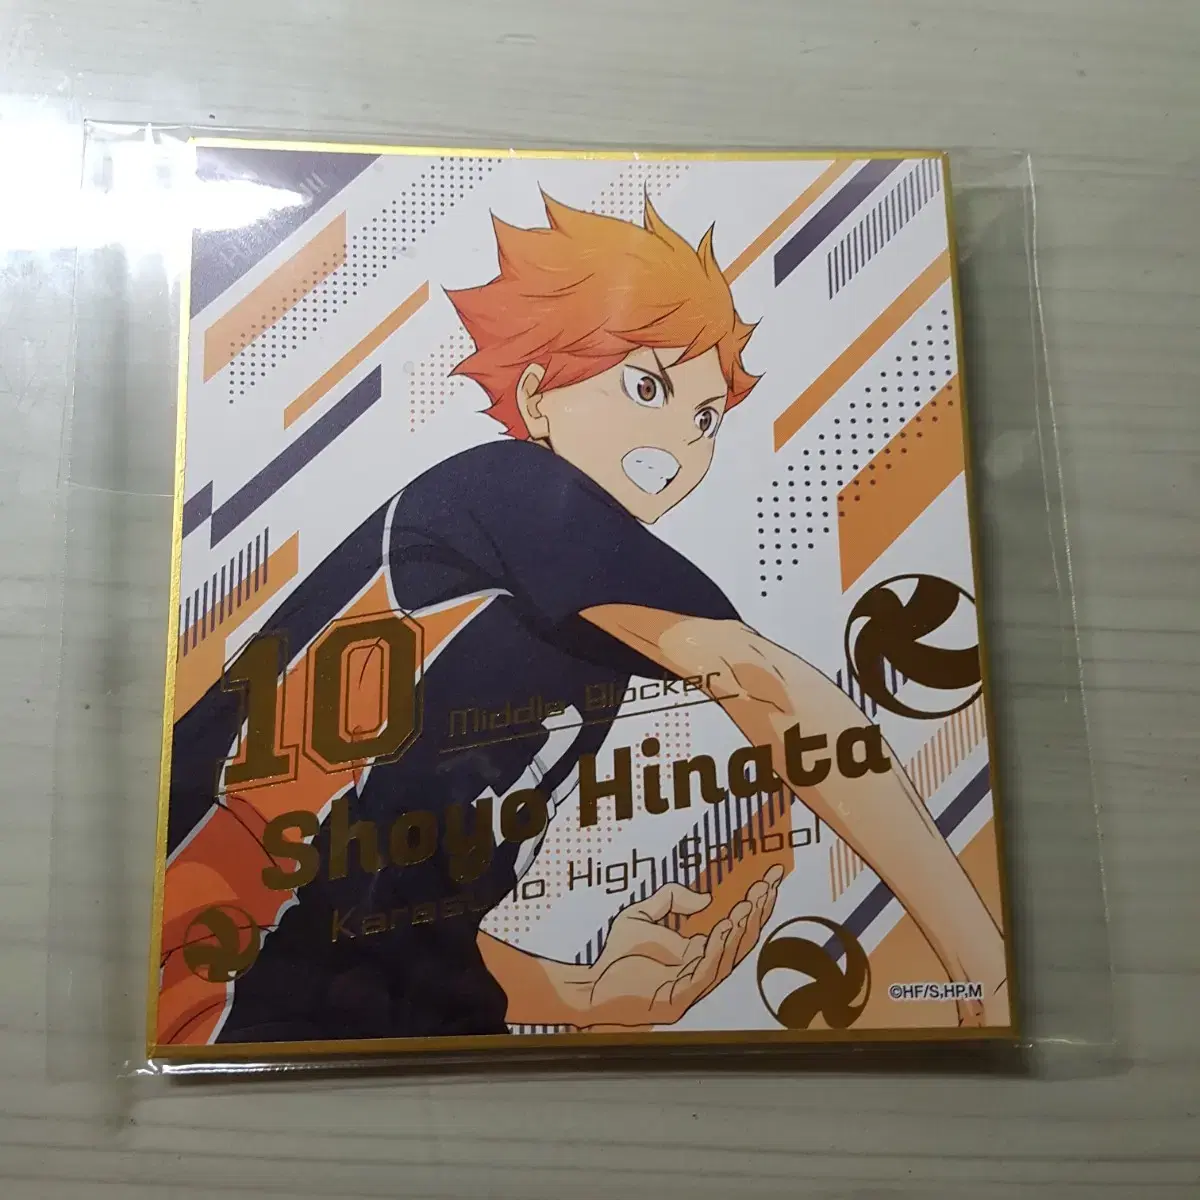 10
Middle Blocker
Shoyo Hinata
Karasuno High School
©HF/S,HP,M